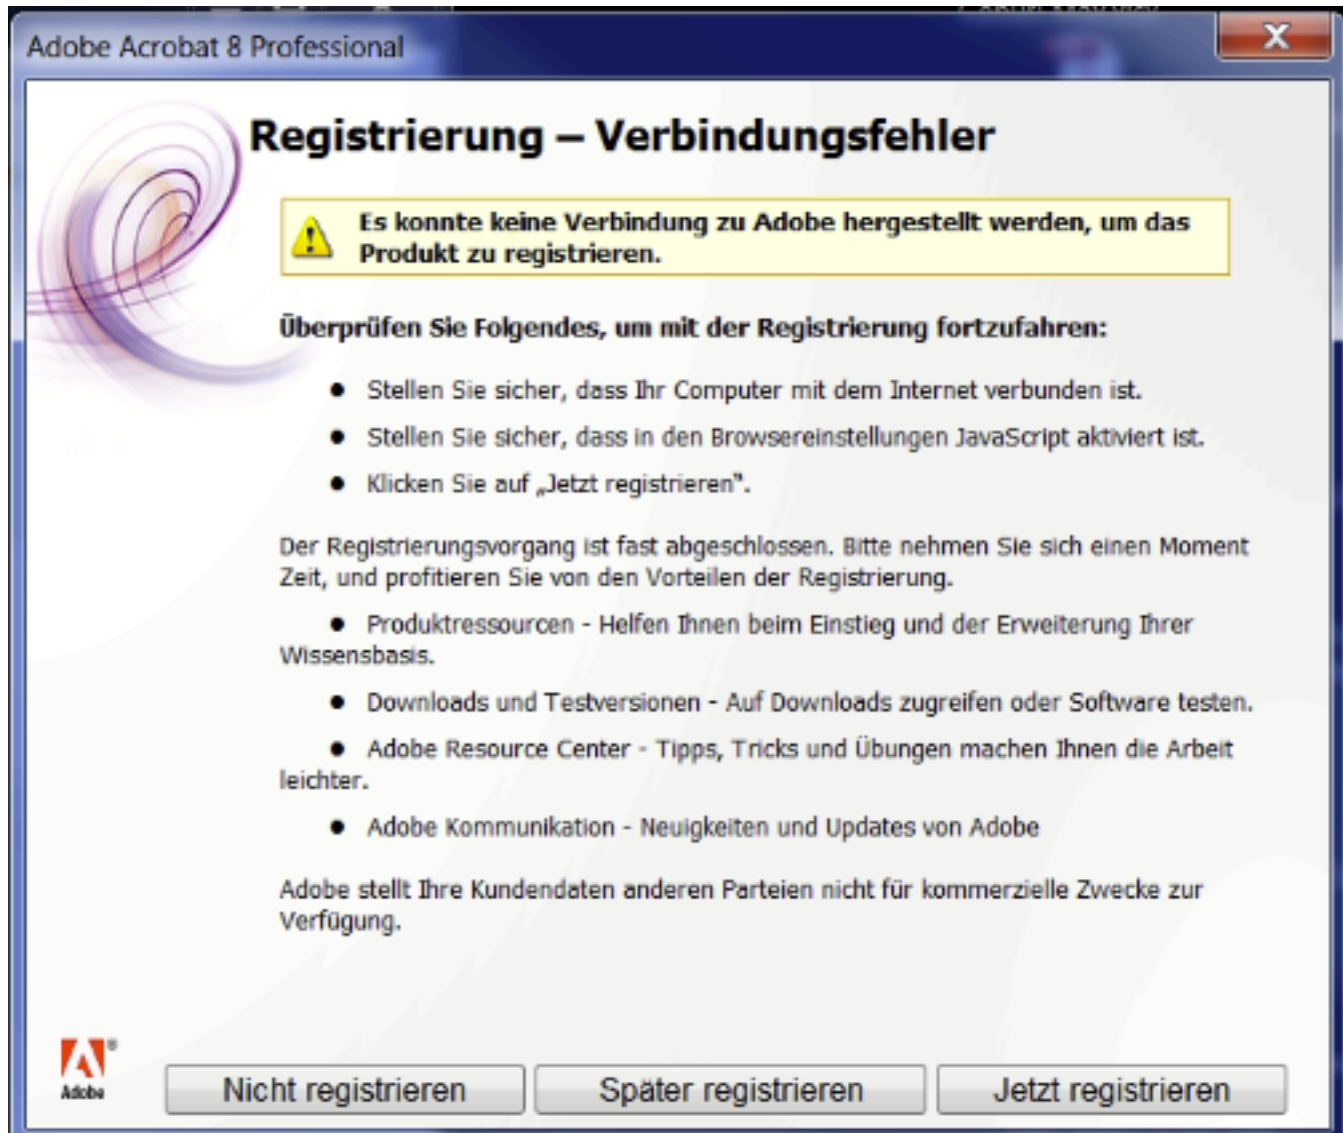 Adobe Acrobat 8 Professional
Registrierung – Verbindungsfehler
Es konnte keine Verbindung zu Adobe hergestellt werden, um das
Produkt zu registrieren.
Überprüfen Sie Folgendes, um mit der Registrierung fortzufahren:
● Stellen Sie sicher, dass Ihr Computer mit dem Internet verbunden ist.
● Stellen Sie sicher, dass in den Browsereinstellungen JavaScript aktiviert ist.
● Klicken Sie auf „Jetzt registrieren“.
Der Registrierungsvorgang ist fast abgeschlossen. Bitte nehmen Sie sich einen Moment
Zeit, und profitieren Sie von den Vorteilen der Registrierung.
● Produktressourcen - Helfen Ihnen beim Einstieg und der Erweiterung Ihrer
Wissensbasis.
● Downloads und Testversionen - Auf Downloads zugreifen oder Software testen.
● Adobe Resource Center - Tipps, Tricks und Übungen machen Ihnen die Arbeit
leichter.
● Adobe Kommunikation - Neuigkeiten und Updates von Adobe
Adobe stellt Ihre Kundendaten anderen Parteien nicht für kommerzielle Zwecke zur
Verfügung.
Adobe
Nicht registrieren Später registrieren Jetzt registrieren